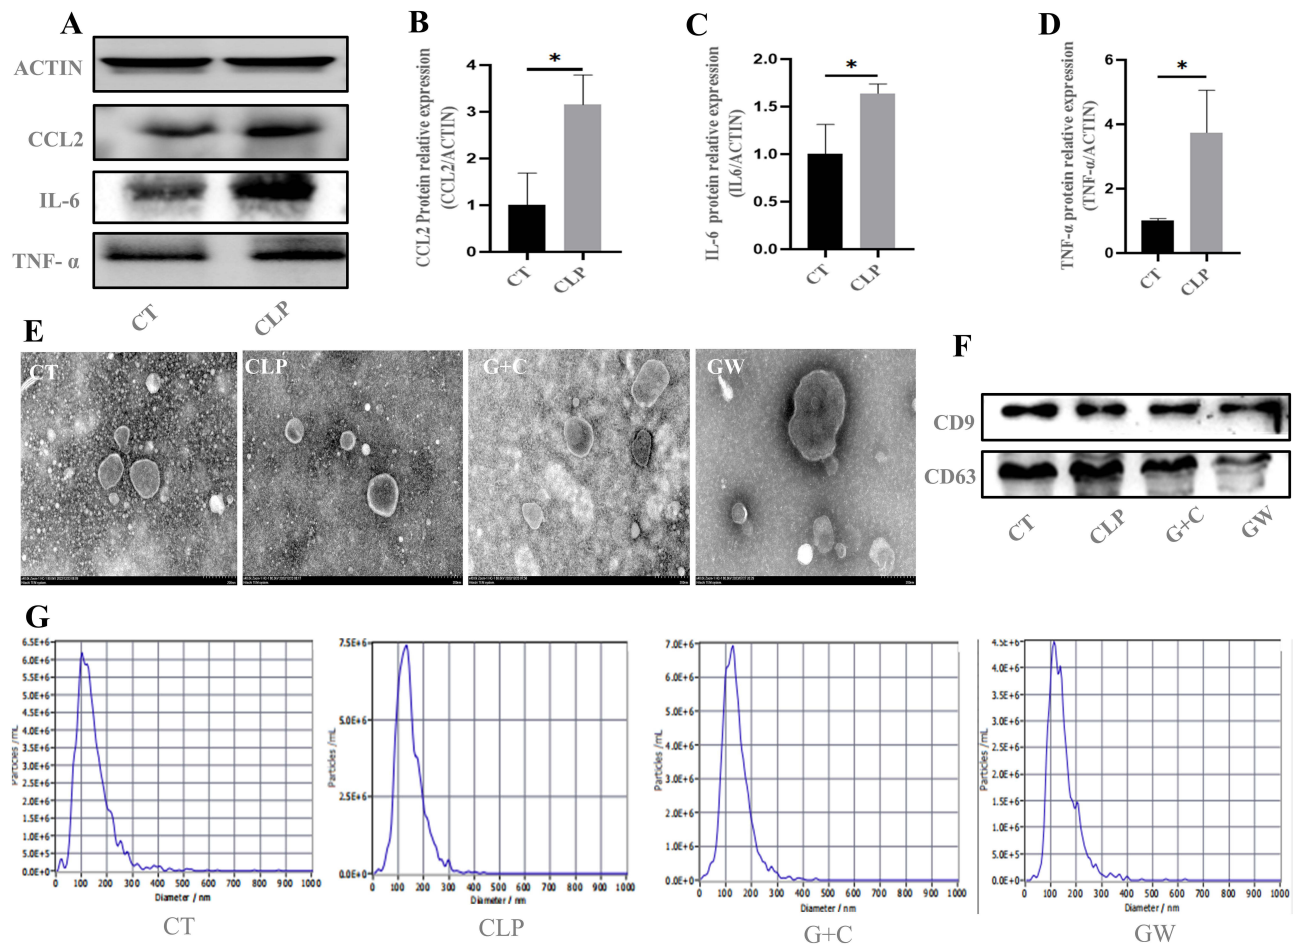 A
ACTIN
CCL2
IL-6
TNF- α
CT
CLP
B
CCL2 Protein relative expression
(CCL2/ACTIN)
4
3
2
1
0
*
CT
CLP
C
IL-6 protein relative expression
(IL6/ACTIN)
2.0
1.5
1.0
0.5
0.0
*
CT
CLP
D
TNF-α protein relative expression
(TNF-α/ACTIN)
6
4
2
0
*
CT
CLP
E
CT
CLP
G+C
GW
F
CD9
CD63
CT
CLP
G+C
GW
G
Particles /mL
6.5E+6
6.0E+6
5.5E+6
5.0E+6
4.5E+6
4.0E+6
3.5E+6
3.0E+6
2.5E+6
2.0E+6
1.5E+6
1.0E+6
5.0E+5
0.0E+0
0 100 200 300 400 500 600 700 800 900 1000
Diameter / nm
CT
Particles /mL
7.5E+6
5.0E+6
2.5E+6
0.0E+0
0 100 200 300 400 500 600 700 800 900 1000
Diameter / nm
CLP
Particles /mL
7.0E+6
6.0E+6
5.0E+6
4.0E+6
3.0E+6
2.0E+6
1.0E+6
0.0E+0
0 100 200 300 400 500 600 700 800 900 1000
Diameter / nm
G+C
Particles /mL
4.5E+6
4.0E+6
3.5E+6
3.0E+6
2.5E+6
2.0E+6
1.5E+6
1.0E+6
5.0E+5
0.0E+0
0 100 200 300 400 500 600 700 800 900 1000
Diameter / nm
GW